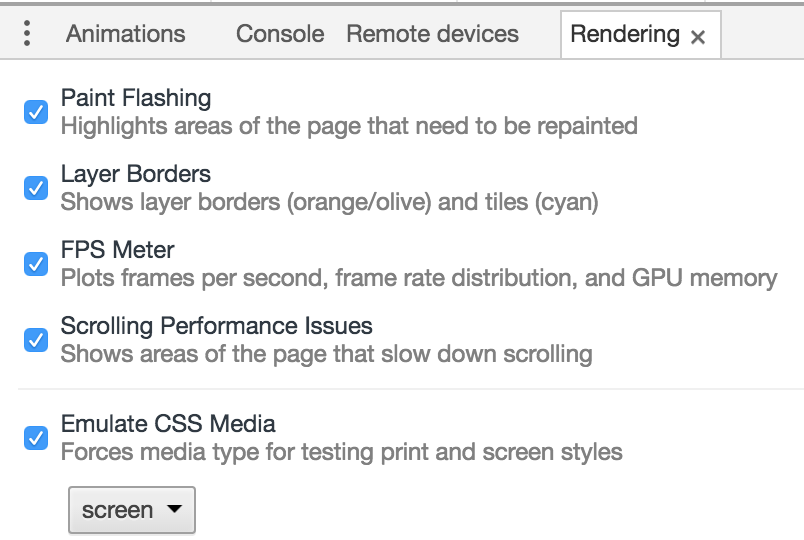 Animations Console Remote devices Rendering ×
Paint Flashing
Highlights areas of the page that need to be repainted
Layer Borders
Shows layer borders (orange/olive) and tiles (cyan)
FPS Meter
Plots frames per second, frame rate distribution, and GPU memory
Scrolling Performance Issues
Shows areas of the page that slow down scrolling
Emulate CSS Media
Forces media type for testing print and screen styles
screen